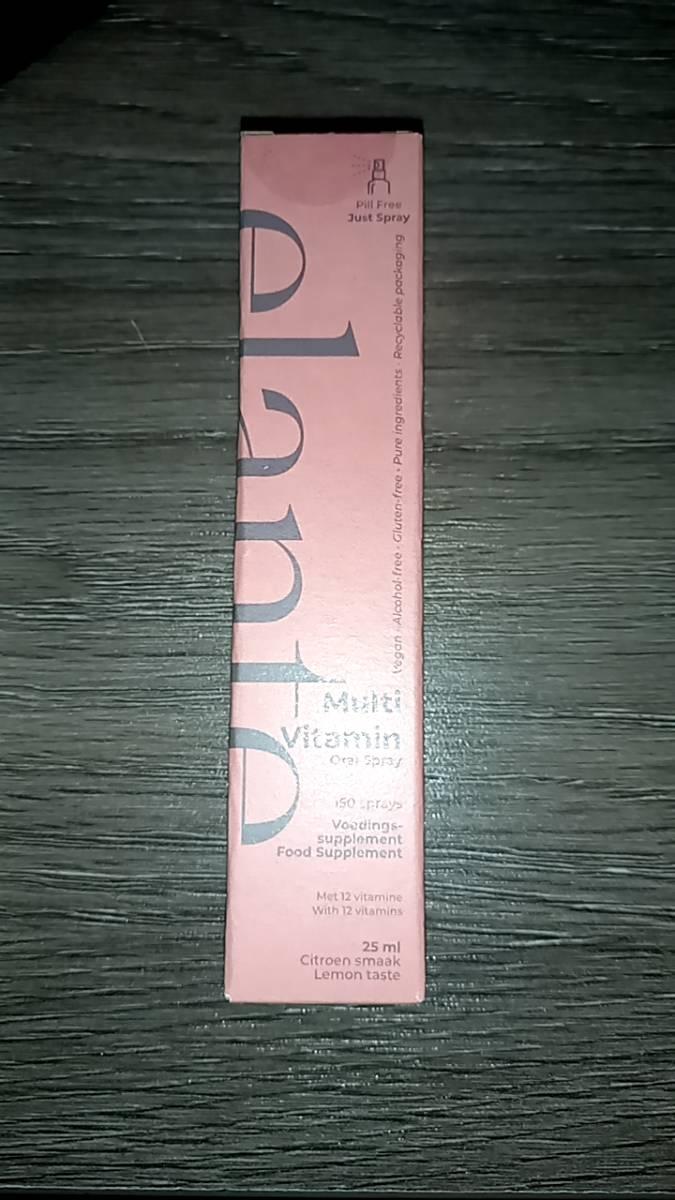 Pill Free
Just Spray
elante
Vegan • Alcohol-free • Gluten-free • Pure ingredients • Recyclable packaging
Multi
Vitamin
Oral Spray
150 sprays
Voedings-
supplement
Food Supplement
Met 12 vitamine
With 12 vitamins
25 ml
Citroen smaak
Lemon taste